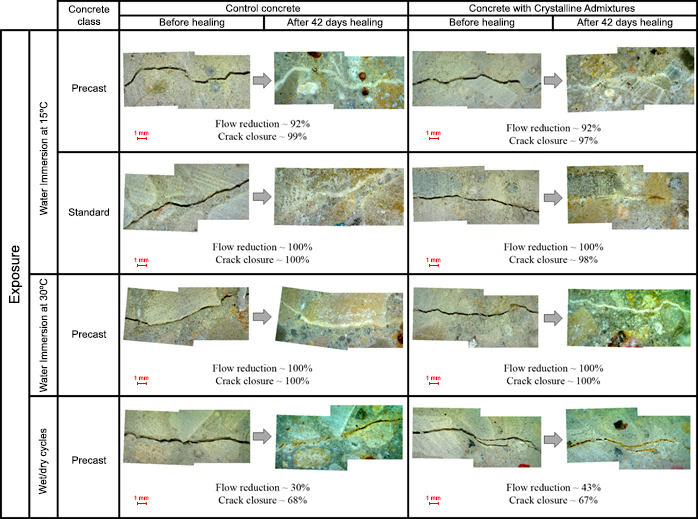 Concrete class
Control concrete
Concrete with Crystalline Admixtures
Before healing
After 42 days healing
Before healing
After 42 days healing
Exposure
Water Immersion at 15ºC
Precast
Flow reduction ~ 92%
Crack closure ~ 99%
1 mm
Flow reduction ~ 92%
Crack closure ~ 97%
1 mm
Standard
Flow reduction ~ 100%
Crack closure ~ 100%
1 mm
Flow reduction ~ 100%
Crack closure ~ 98%
1 mm
Water Immersion at 30ºC
Precast
Flow reduction ~ 100%
Crack closure ~ 100%
1 mm
Flow reduction ~ 100%
Crack closure ~ 100%
1 mm
Wet/dry cycles
Precast
Flow reduction ~ 30%
Crack closure ~ 68%
1 mm
Flow reduction ~ 43%
Crack closure ~ 67%
1 mm